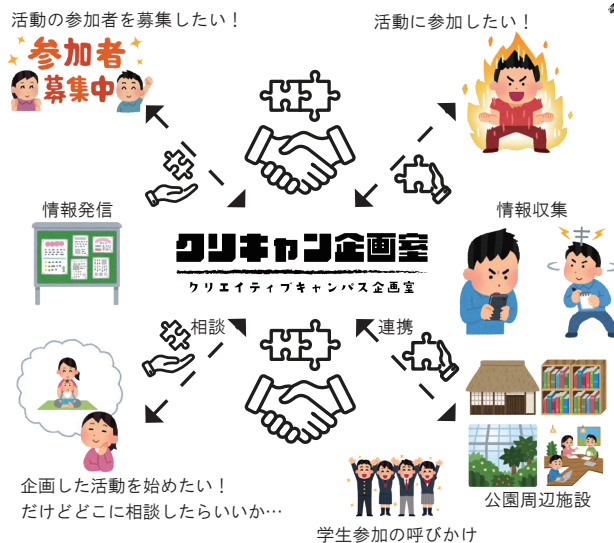 活動の参加者を募集したい！
活動に参加したい！
参加者
募集中
情報発信
情報収集
クリキャン企画室
クリエイティブキャンパス企画室
相談
連携
企画した活動を始めたい！
だけどどこに相談したらいいか…
公園周辺施設
学生参加の呼びかけ